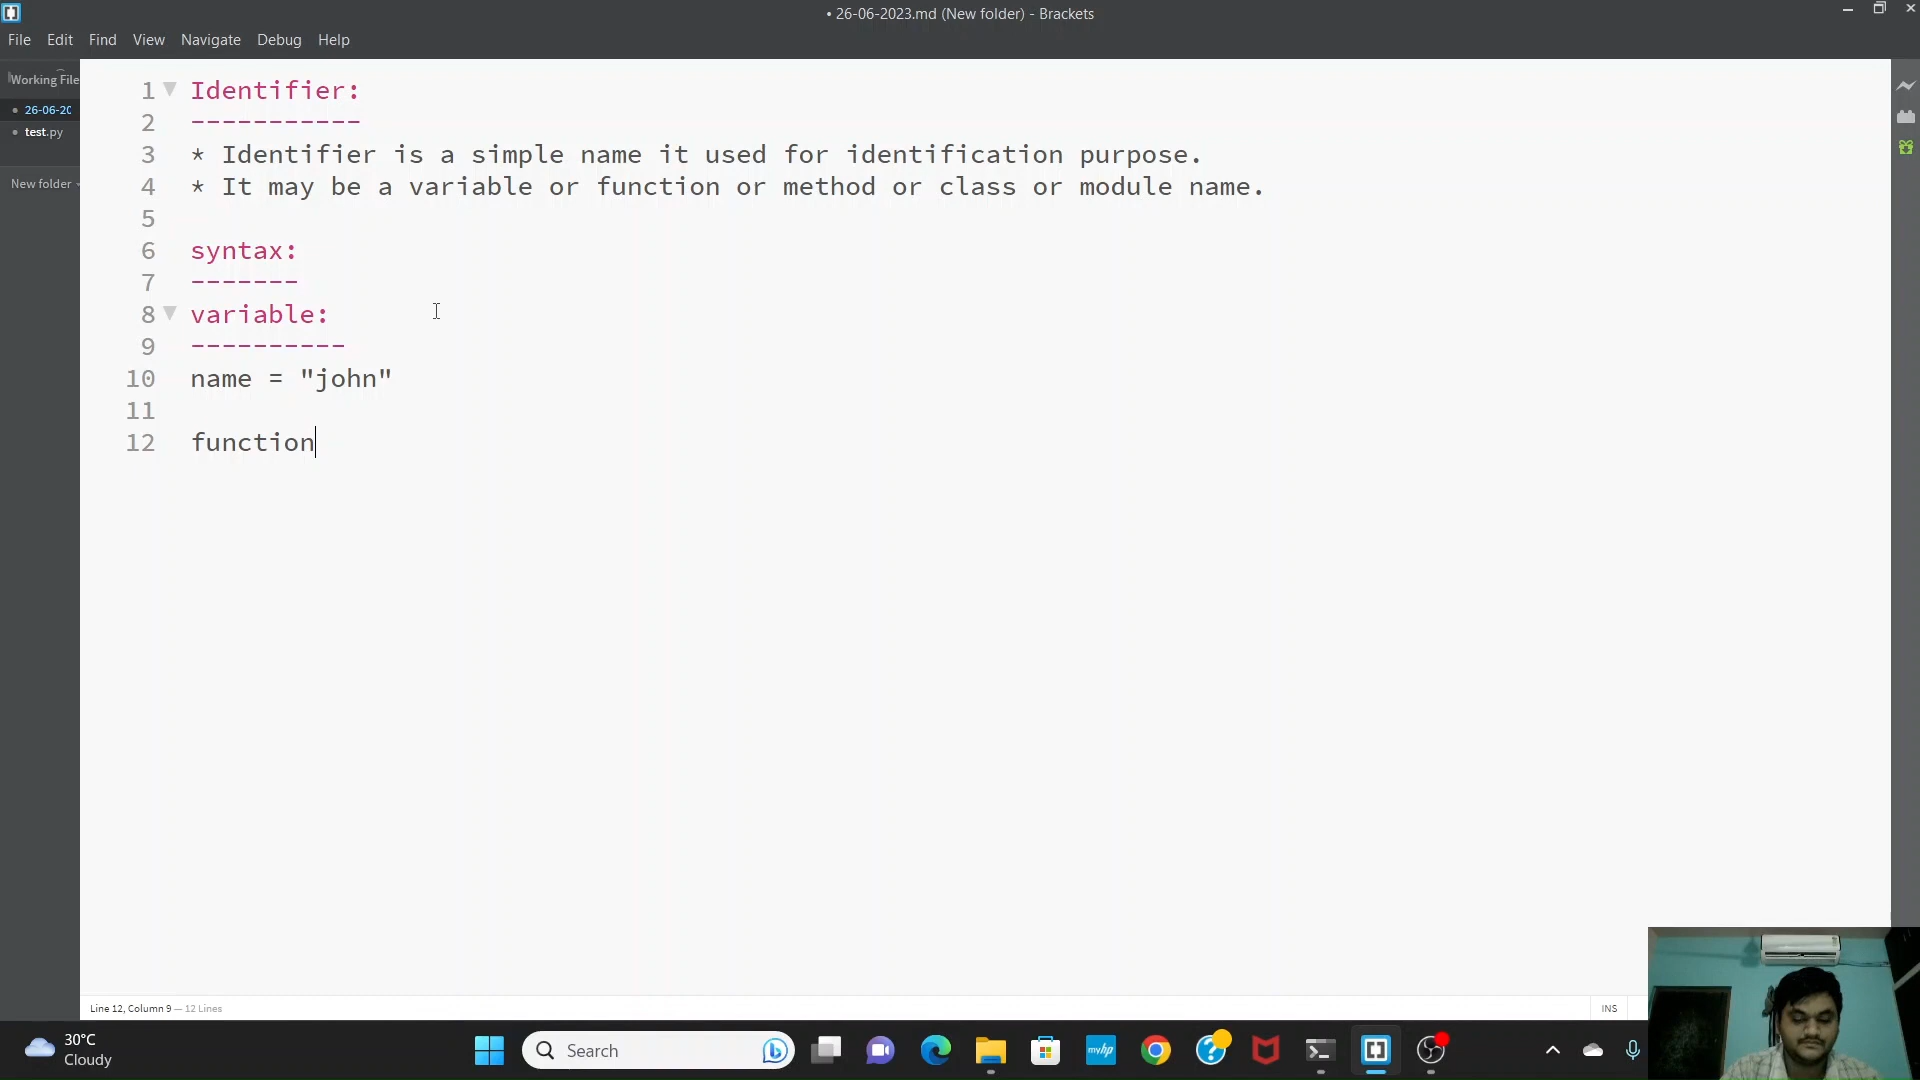 • 26-06-2023.md (New folder) - Brackets
File Edit Find View Navigate Debug Help
Working File
26-06-20
test.py
New folder
1 Identifier:
2 -----------
3 * Identifier is a simple name it used for identification purpose.
4 * It may be a variable or function or method or class or module name.
5
6 syntax:
7 -------
8 variable:
9 ----------
10 name = "john"
11
12 function
Line 12, Column 9 — 12 Lines
INS
30°C
Cloudy
Search
myhp